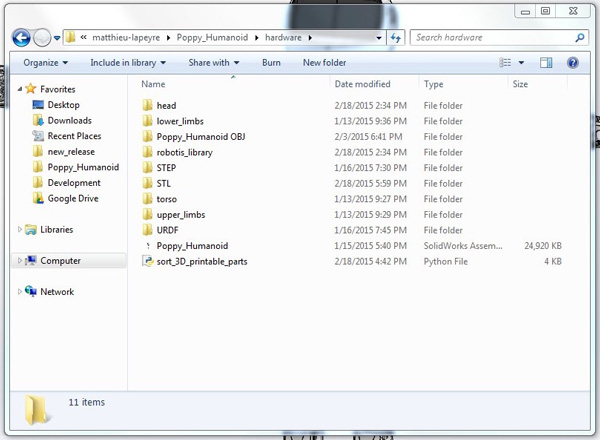 « matthieu-lapeyre ▸ Poppy_Humanoid ▸ hardware ▸
Search hardware
Organize Include in library Share with Burn New folder
Favorites
Desktop
Downloads
Recent Places
new_release
Poppy_Humanoid
Development
Google Drive
Libraries
Computer
Network
Name Date modified Type Size
head 2/18/2015 2:34 PM File folder
lower_limbs 1/13/2015 9:36 PM File folder
Poppy_Humanoid OBJ 2/3/2015 6:41 PM File folder
robotis_library 2/18/2015 2:34 PM File folder
STEP 1/16/2015 7:30 PM File folder
STL 2/18/2015 5:59 PM File folder
torso 1/13/2015 9:27 PM File folder
upper_limbs 1/13/2015 9:29 PM File folder
URDF 1/16/2015 7:45 PM File folder
Poppy_Humanoid 1/15/2015 5:40 PM SolidWorks Assem... 24,920 KB
sort_3D_printable_parts 2/18/2015 4:42 PM Python File 4 KB
11 items